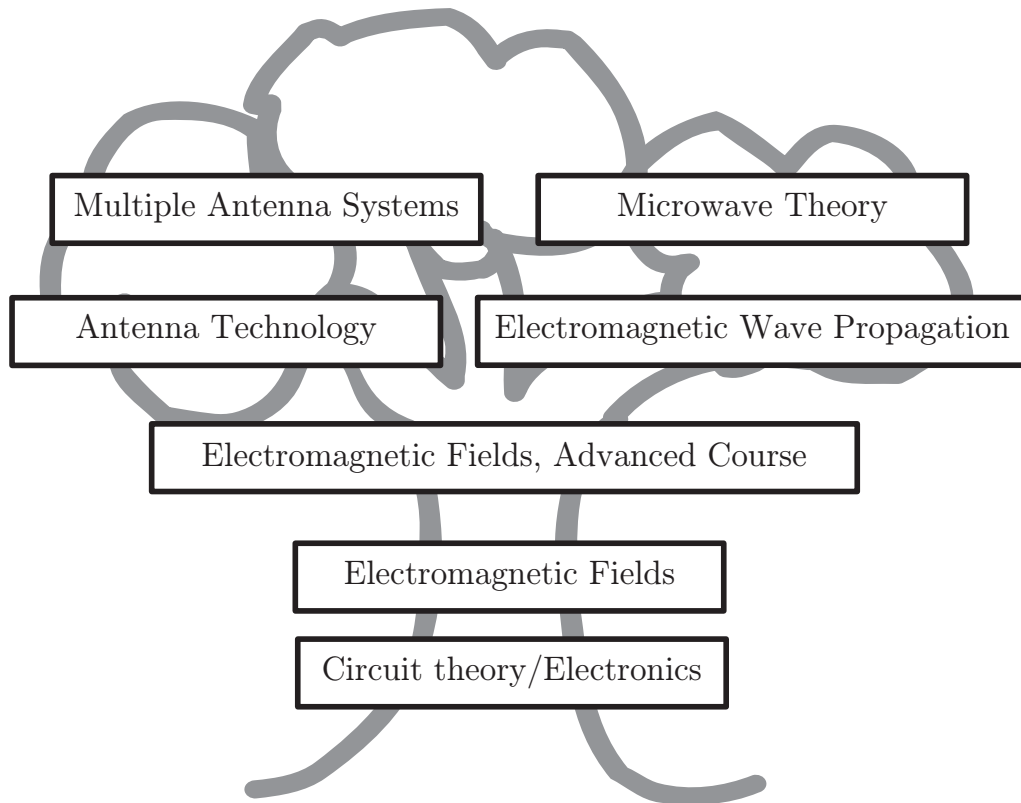 Multiple Antenna Systems
Microwave Theory
Antenna Technology
Electromagnetic Wave Propagation
Electromagnetic Fields, Advanced Course
Electromagnetic Fields
Circuit theory/Electronics